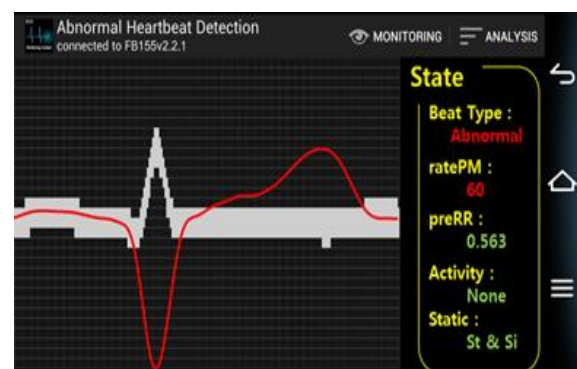 Abnormal Heartbeat Detection
connected to FB155v2.2.1
MONITORING
ANALYSIS
State
Beat Type :
Abnormal
ratePM :
60
preRR :
0.563
Activity :
None
Static :
St & Si